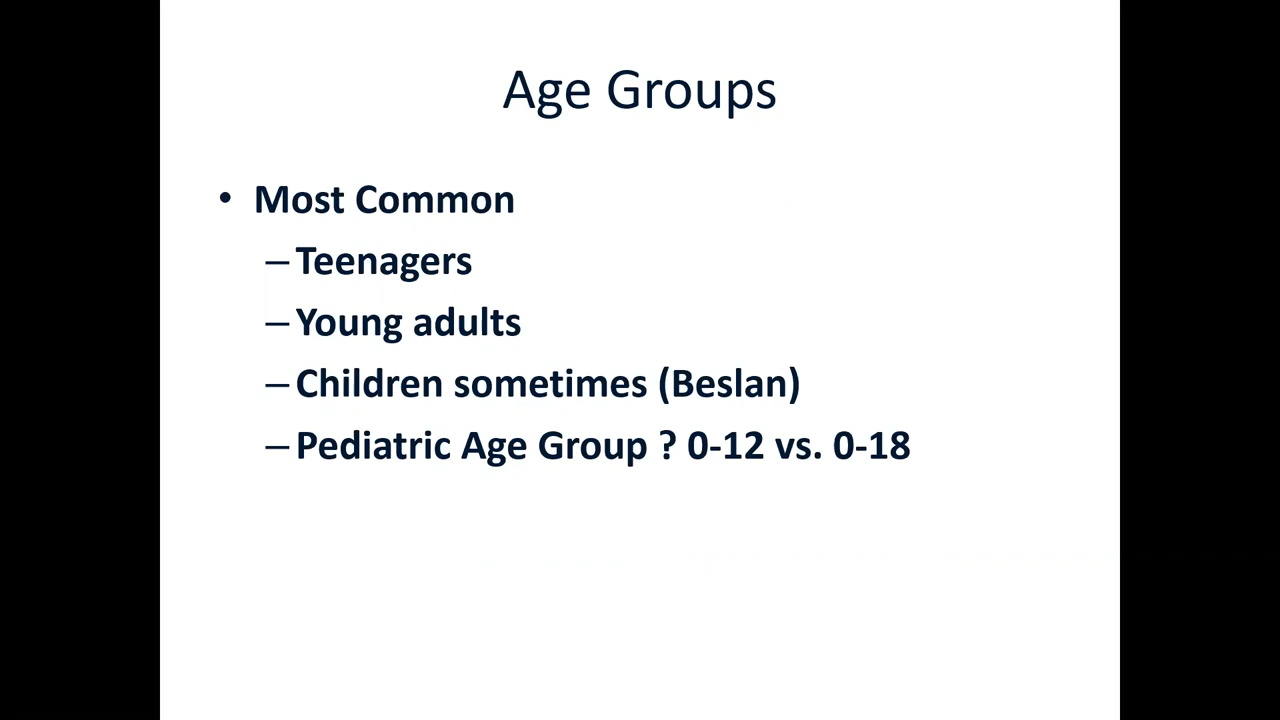 Age Groups
• Most Common
– Teenagers
– Young adults
– Children sometimes (Beslan)
– Pediatric Age Group ? 0-12 vs. 0-18